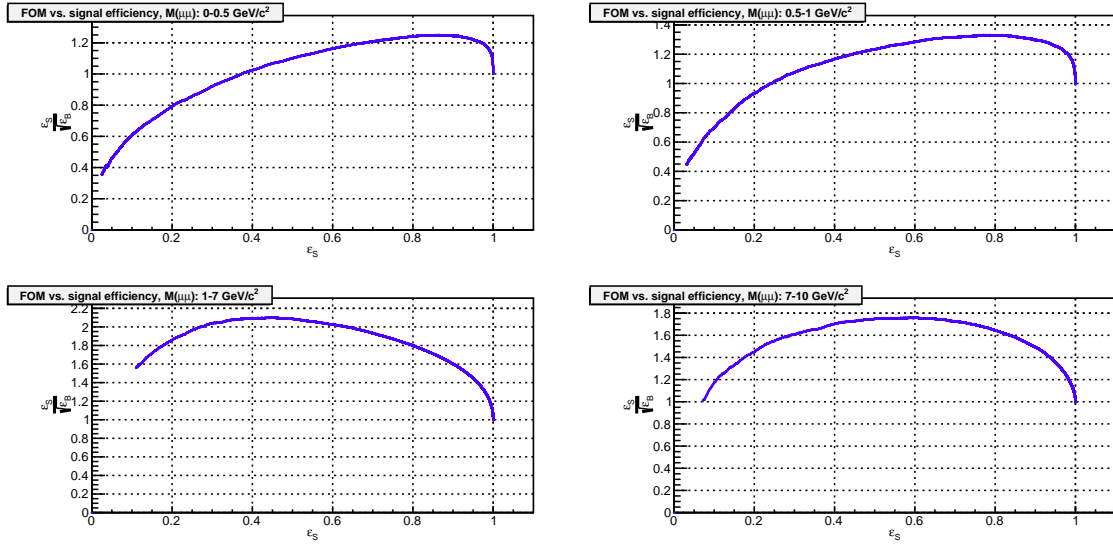 FOM vs. signal efficiency, M(μμ): 0-0.5 GeV/c²
1.2
1
0.8
0.6
0.4
0.2
0
εS/√εB
0 0.2 0.4 0.6 0.8 1
εS
FOM vs. signal efficiency, M(μμ): 0.5-1 GeV/c²
1.4
1.2
1
0.8
0.6
0.4
0.2
0
εS/√εB
0 0.2 0.4 0.6 0.8 1
εS
FOM vs. signal efficiency, M(μμ): 1-7 GeV/c²
2.2
2
1.8
1.6
1.4
1.2
1
0.8
0.6
0.4
0.2
0
εS/√εB
0 0.2 0.4 0.6 0.8 1
εS
FOM vs. signal efficiency, M(μμ): 7-10 GeV/c²
1.8
1.6
1.4
1.2
1
0.8
0.6
0.4
0.2
0
εS/√εB
0 0.2 0.4 0.6 0.8 1
εS